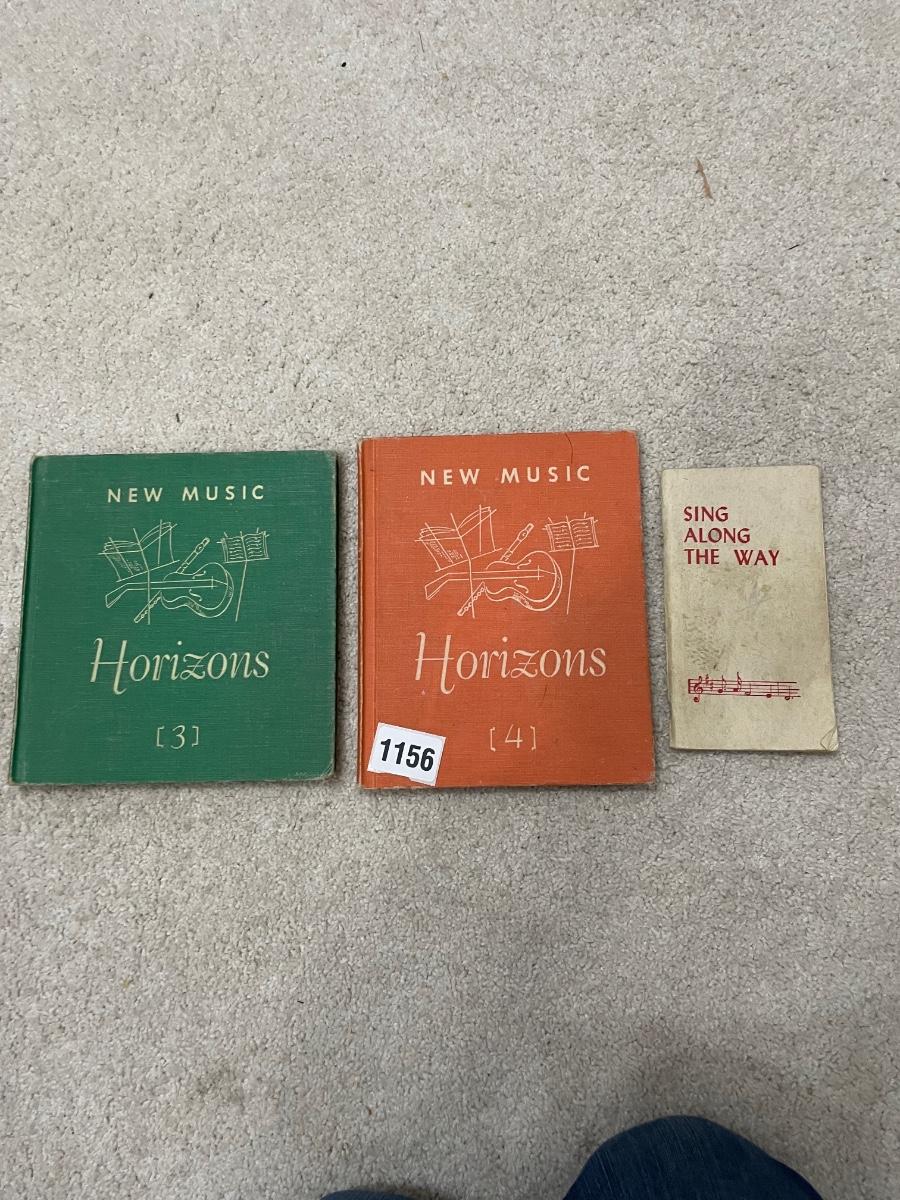 NEW MUSIC
Horizons
[3]
NEW MUSIC
Horizons
[4]
1156
SING
ALONG
THE WAY